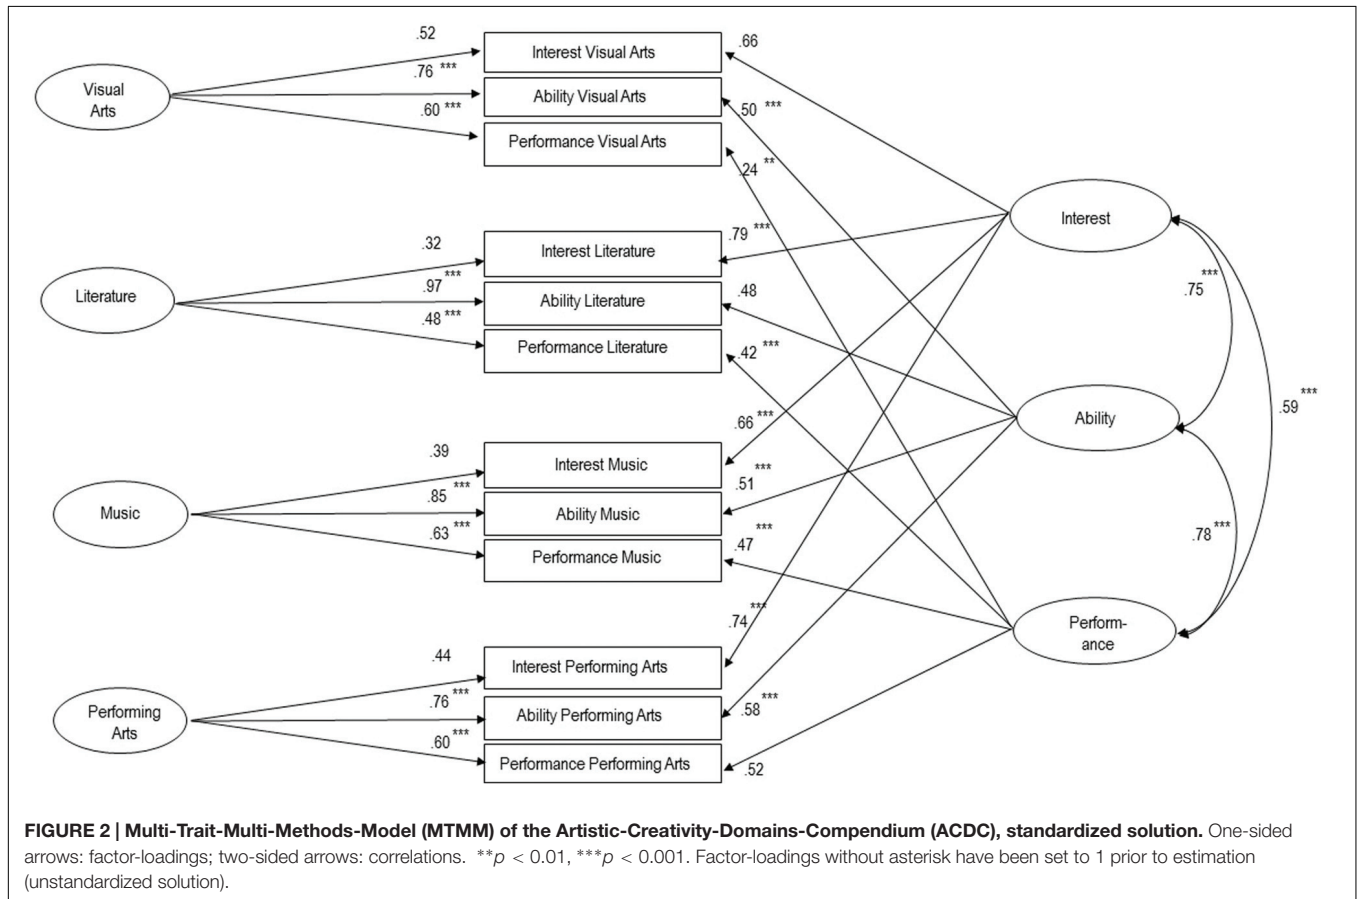 .52
Interest Visual Arts
.66
.76 ***
Visual
Arts
Ability Visual Arts
.50 ***
.60 ***
Performance Visual Arts
.24 **
Interest
.32
Interest Literature
.79 ***
.97 ***
Literature
Ability Literature
.48
.75 ***
.48 ***
Performance Literature
.42 ***
.59 ***
Ability
.66 ***
.39
Interest Music
.85 ***
.51 ***
Music
Ability Music
.63 ***
Performance Music
.47 ***
.78 ***
Perform-
ance
.74 ***
.44
Interest Performing Arts
.76 ***
Performing
Arts
Ability Performing Arts
.58 ***
.60 ***
Performance Performing Arts
.52
FIGURE 2 | Multi-Trait-Multi-Methods-Model (MTMM) of the Artistic-Creativity-Domains-Compendium (ACDC), standardized solution. One-sided
arrows: factor-loadings; two-sided arrows: correlations. **p < 0.01, ***p < 0.001. Factor-loadings without asterisk have been set to 1 prior to estimation
(unstandardized solution).